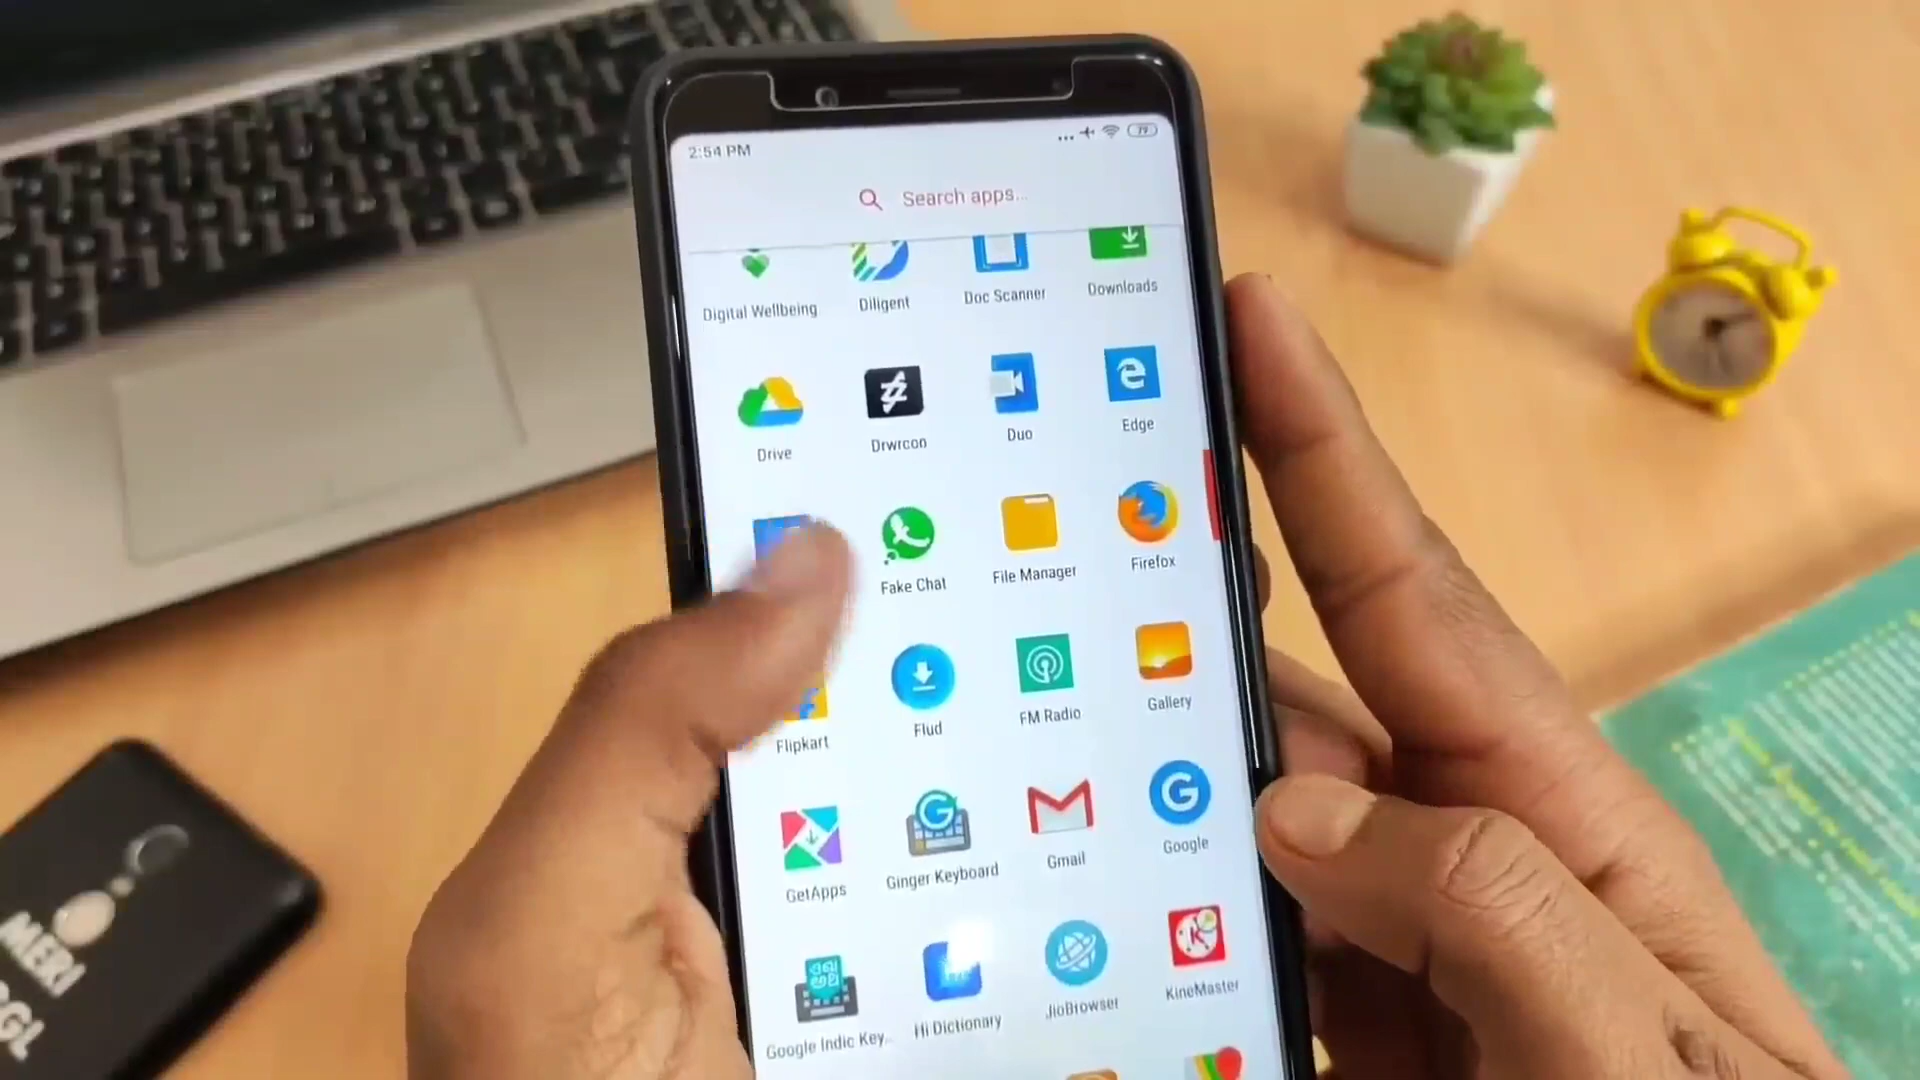 2:54 PM
79
Search apps...
Digital Wellbeing
Diligent
Doc Scanner
Downloads
Drive
Drwrcon
Duo
Edge
Fake Chat
File Manager
Firefox
Flipkart
Flud
FM Radio
Gallery
GetApps
Ginger Keyboard
Gmail
Google
Google Indic Key...
Hi Dictionary
JioBrowser
KineMaster
MERI